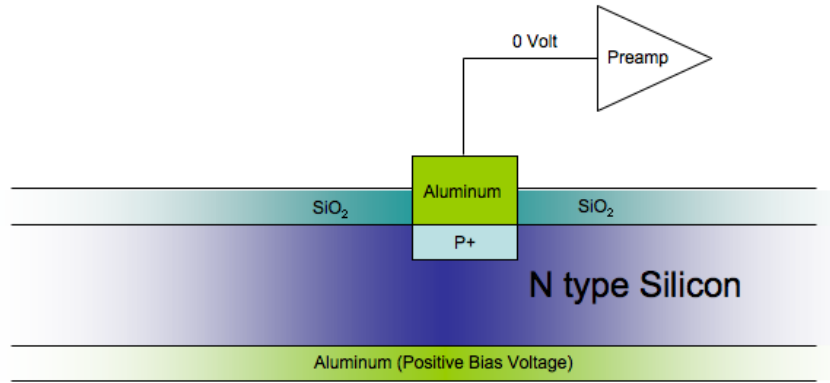 0 Volt
Preamp
Aluminum
SiO₂
SiO₂
P+
N type Silicon
Aluminum (Positive Bias Voltage)